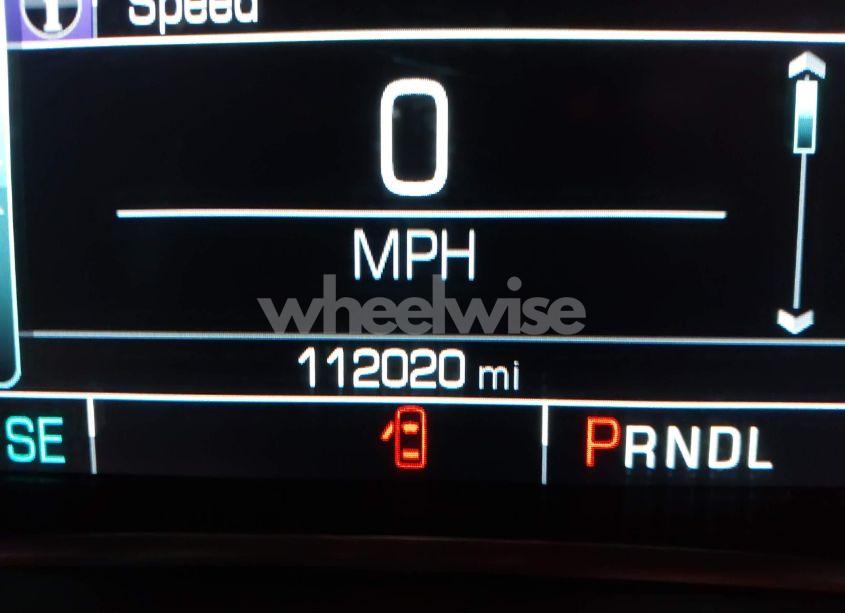 Speed
0
MPH
wheelwise
112020 mi
SE PRNDL